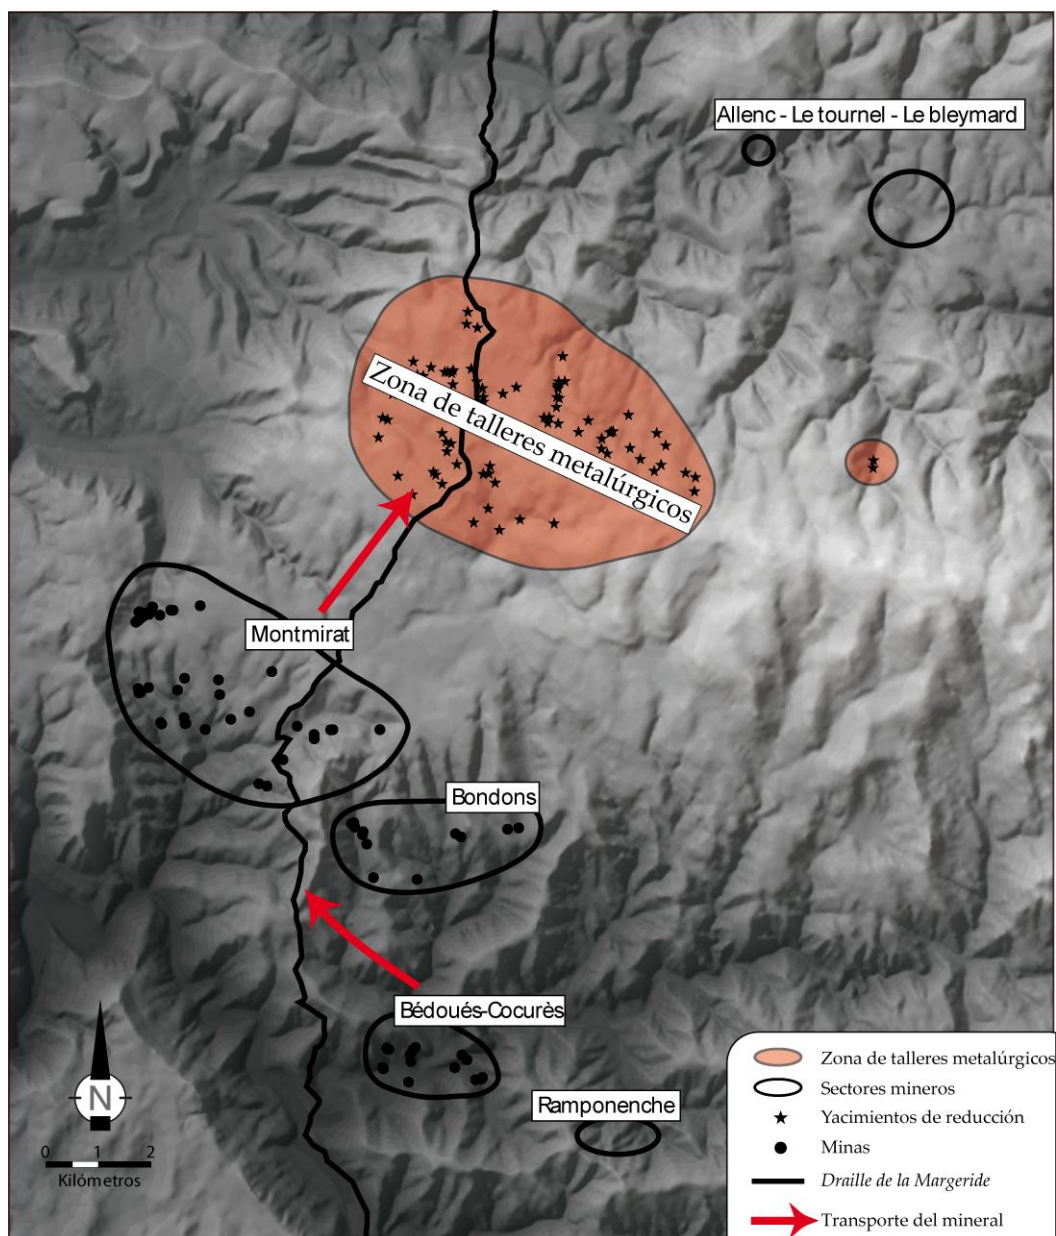 Allenc - Le tournel - Le bleymard
Zona de talleres metalúrgicos
Montmirat
Bondons
Bédoués-Cocurès
Ramponenche
N
0 1 2
Kilómetros
Zona de talleres metalúrgicos
Sectores mineros
Yacimientos de reducción
Minas
Draille de la Margeride
Transporte del mineral